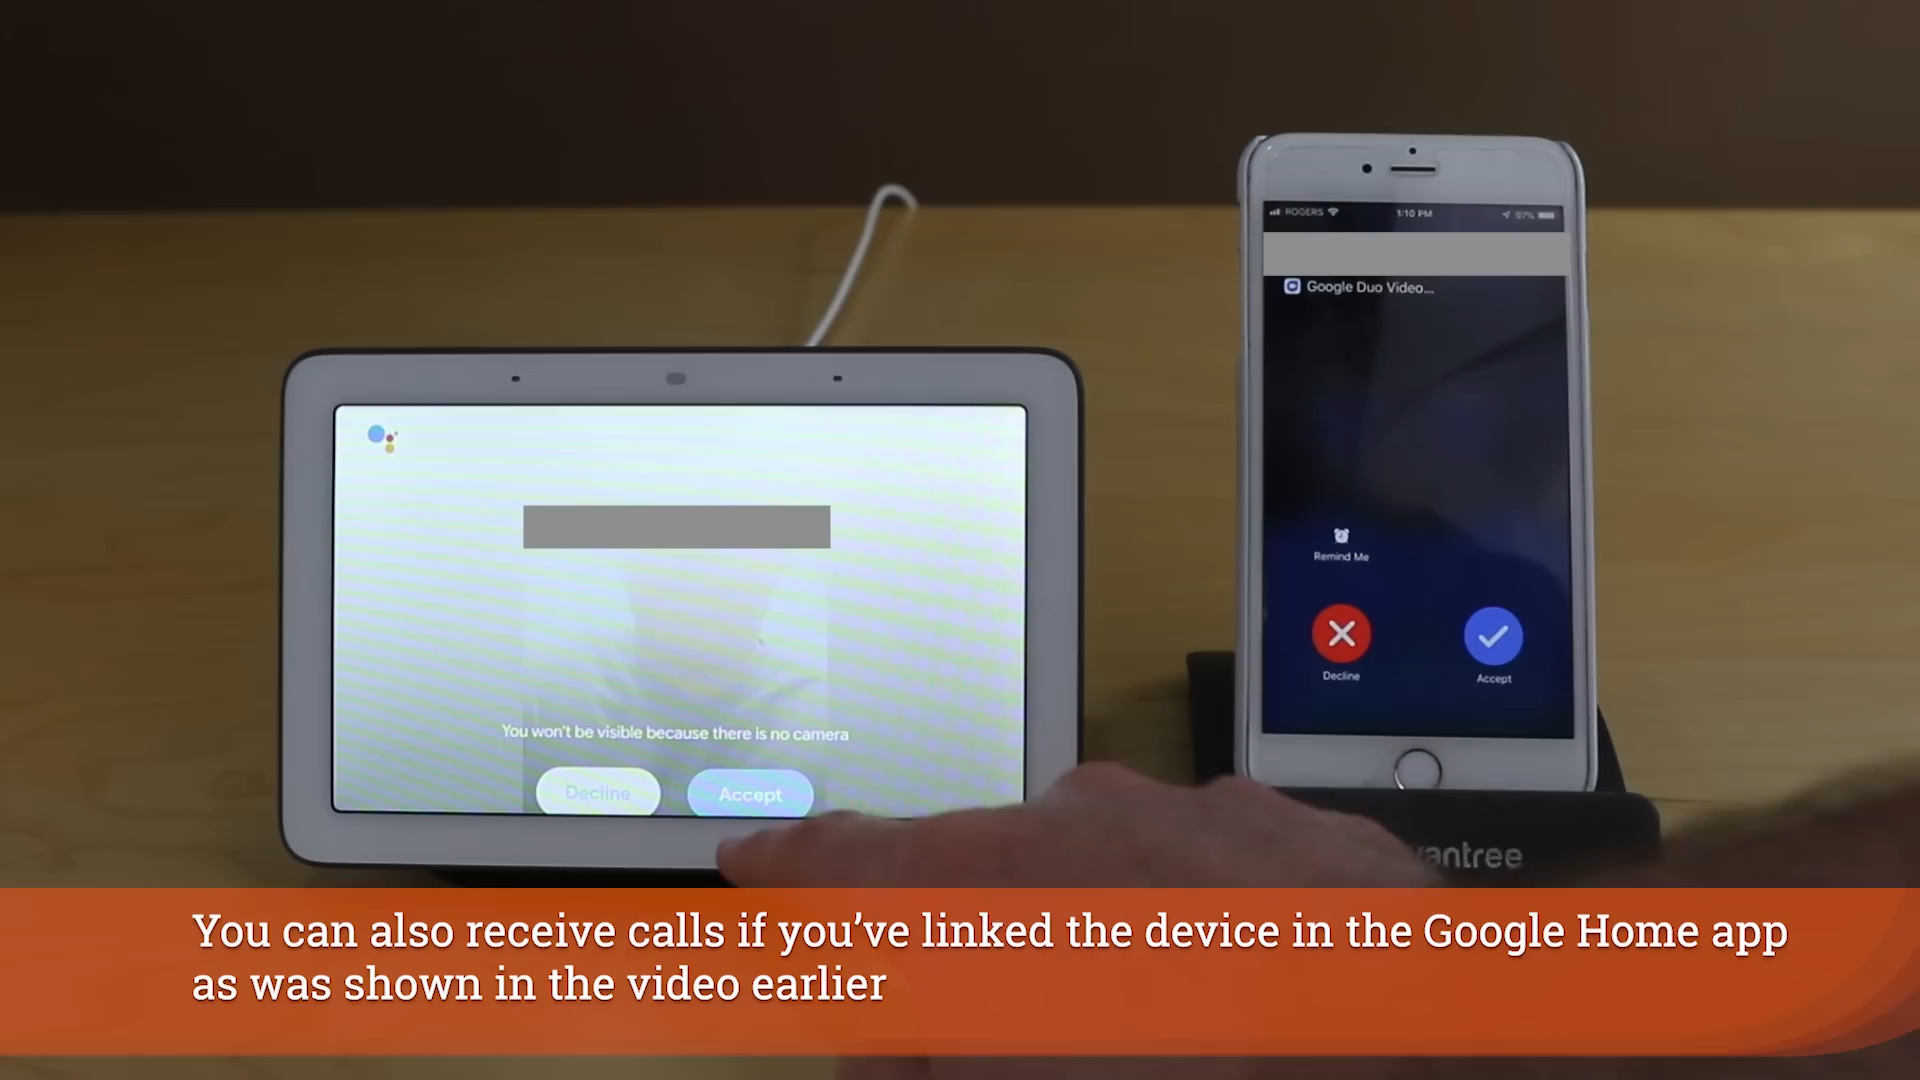 ROGERS 1:10 PM 97%
Google Duo Video...
Remind Me
Decline Accept
You won't be visible because there is no camera
Decline Accept
vantree
You can also receive calls if you’ve linked the device in the Google Home app
as was shown in the video earlier